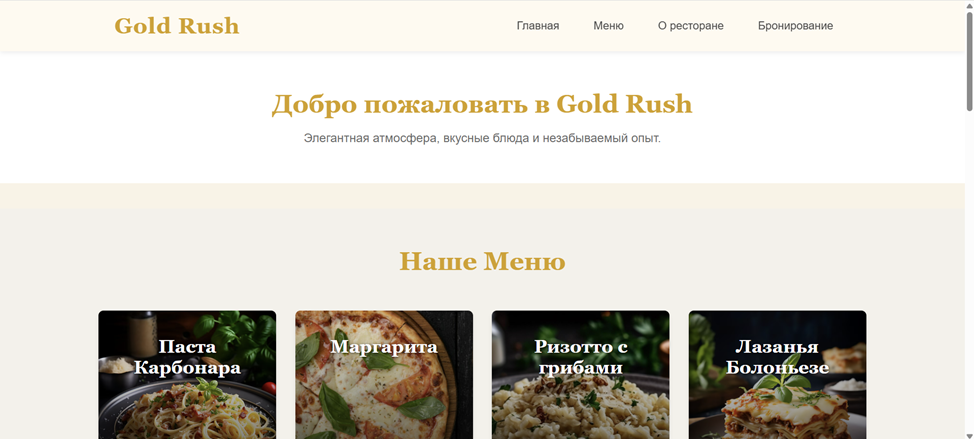 Gold Rush
Главная Меню О ресторане Бронирование
Добро пожаловать в Gold Rush
Элегантная атмосфера, вкусные блюда и незабываемый опыт.
Наше Меню
Паста
Карбонара
Маргарита
Ризотто с
грибами
Лазанья
Болоньезе